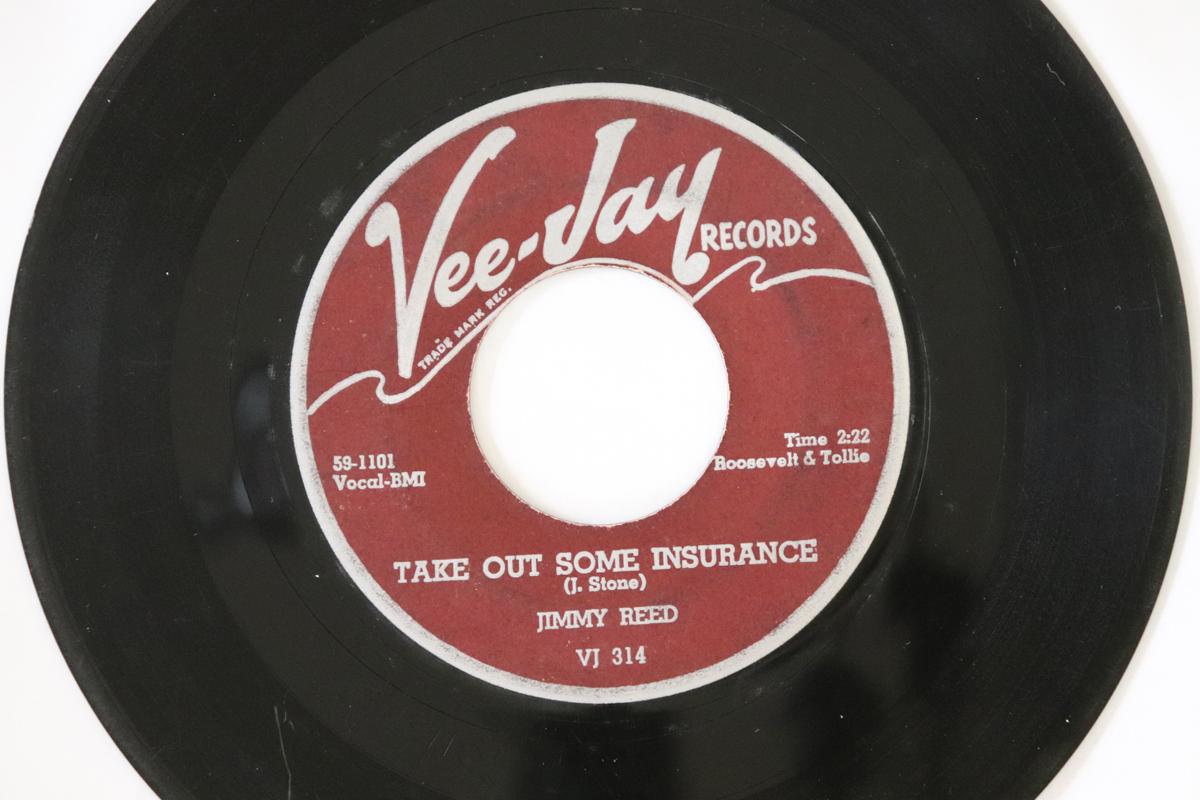 Vee-Jay RECORDS
TRADE MARK REG.
59-1101
Vocal-BMI
Time 2:22
Roosevelt & Tollie
TAKE OUT SOME INSURANCE
(J. Stone)
JIMMY REED
VJ 314